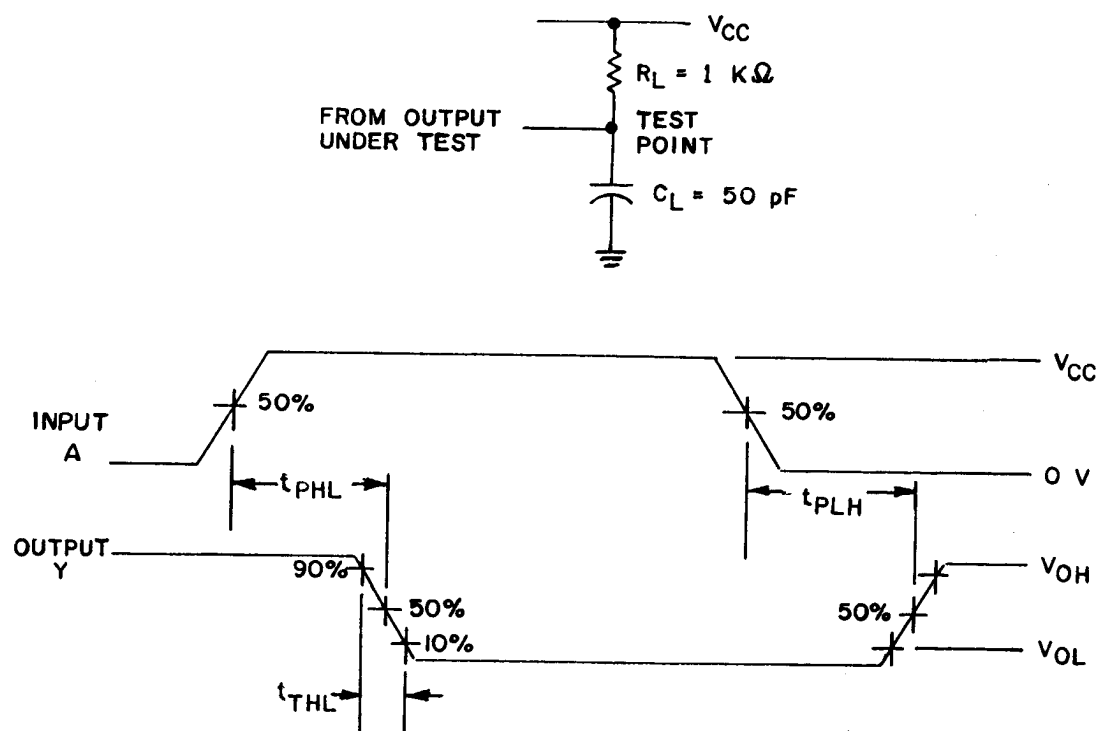 VCC
RL = 1 KΩ
FROM OUTPUT
UNDER TEST
TEST
POINT
CL = 50 pF
VCC
50%
50%
INPUT
A
0 V
tPHL
tPLH
OUTPUT
Y
90%
VOH
50%
50%
10%
VOL
tTHL